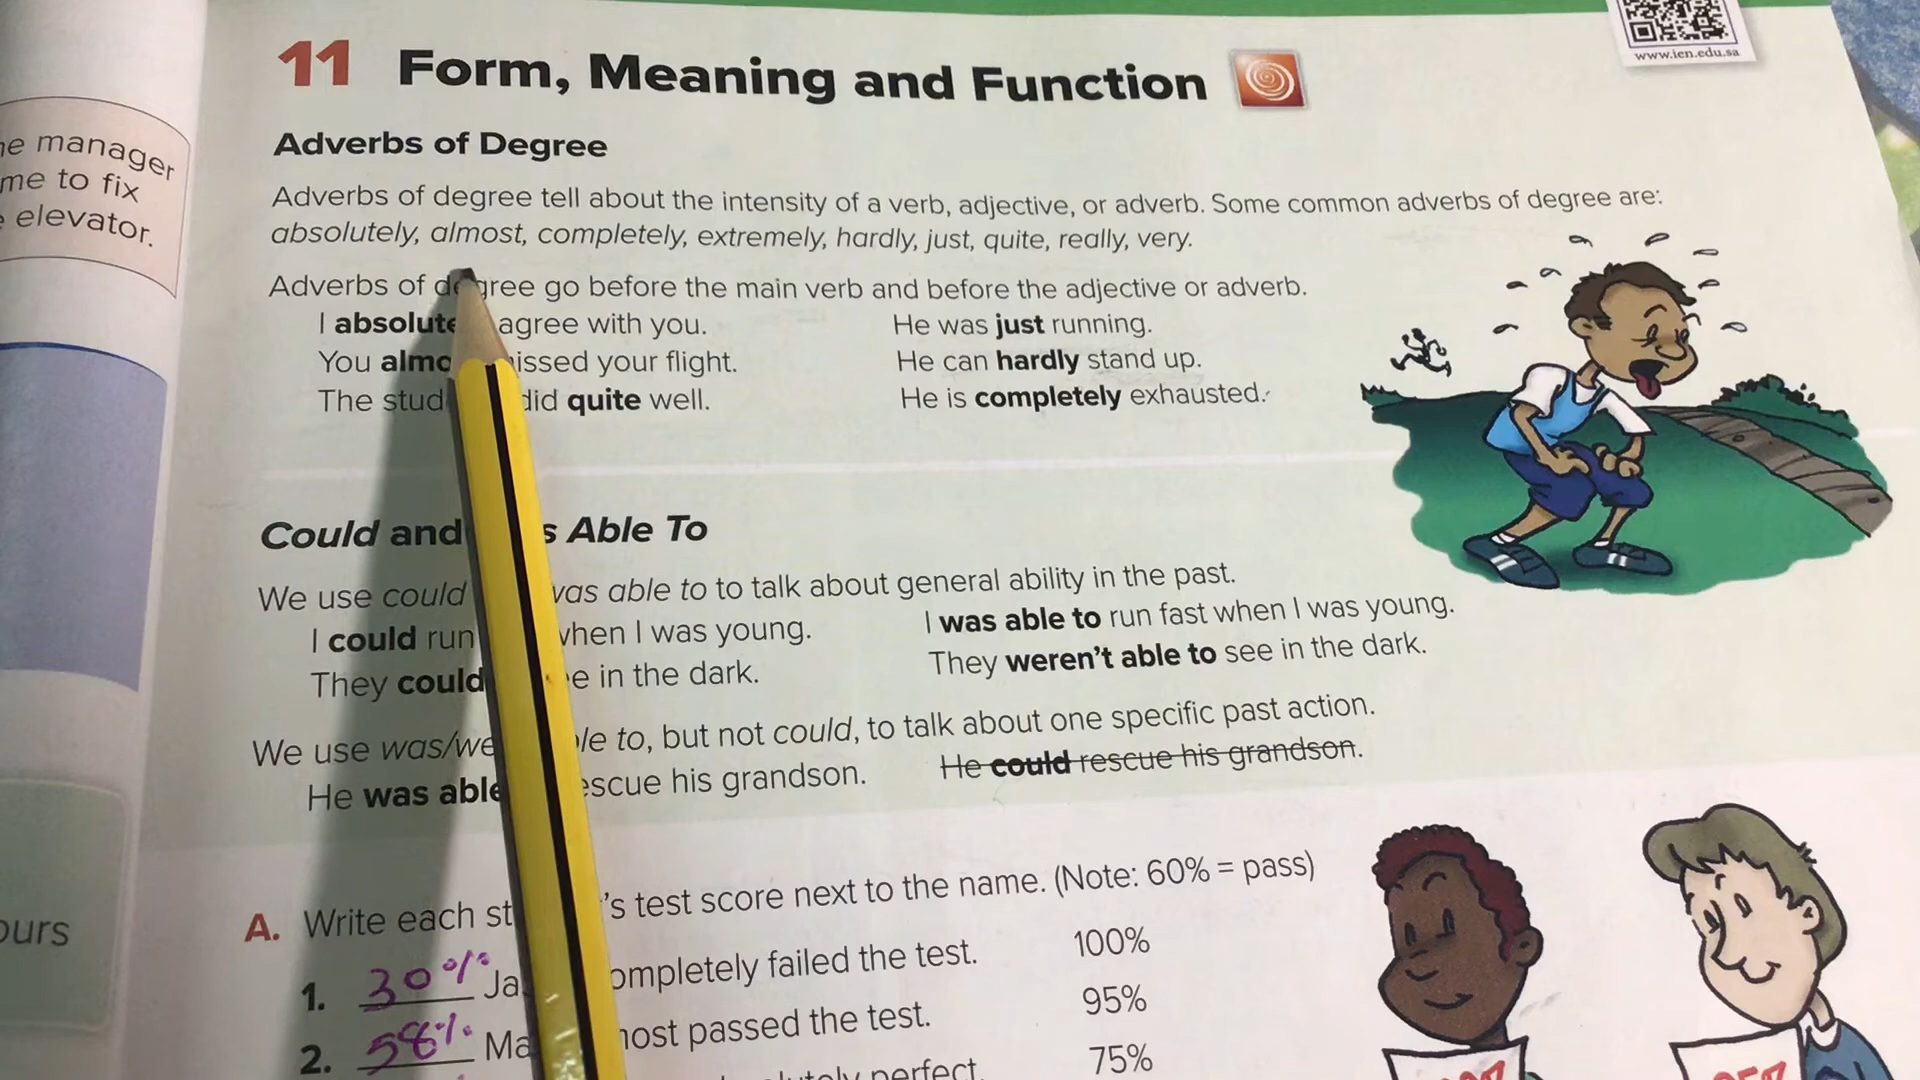 www.ien.edu.sa
11 Form, Meaning and Function
Adverbs of Degree
Adverbs of degree tell about the intensity of a verb, adjective, or adverb. Some common adverbs of degree are:
absolutely, almost, completely, extremely, hardly, just, quite, really, very.
Adverbs of degree go before the main verb and before the adjective or adverb.
I absolute agree with you.
He was just running.
You almo issed your flight.
He can hardly stand up.
The stud did quite well.
He is completely exhausted.
Could and s Able To
We use could was able to to talk about general ability in the past.
I could run when I was young.
I was able to run fast when I was young.
They could e in the dark.
They weren't able to see in the dark.
We use was/we le to, but not could, to talk about one specific past action.
He was able escue his grandson.
He could rescue his grandson.
A. Write each st 's test score next to the name. (Note: 60% = pass)
1. 30% Ja ompletely failed the test.
100%
2. 58% Ma most passed the test.
95%
lutely perfect.
75%
e manager
me to fix
elevator.
ours